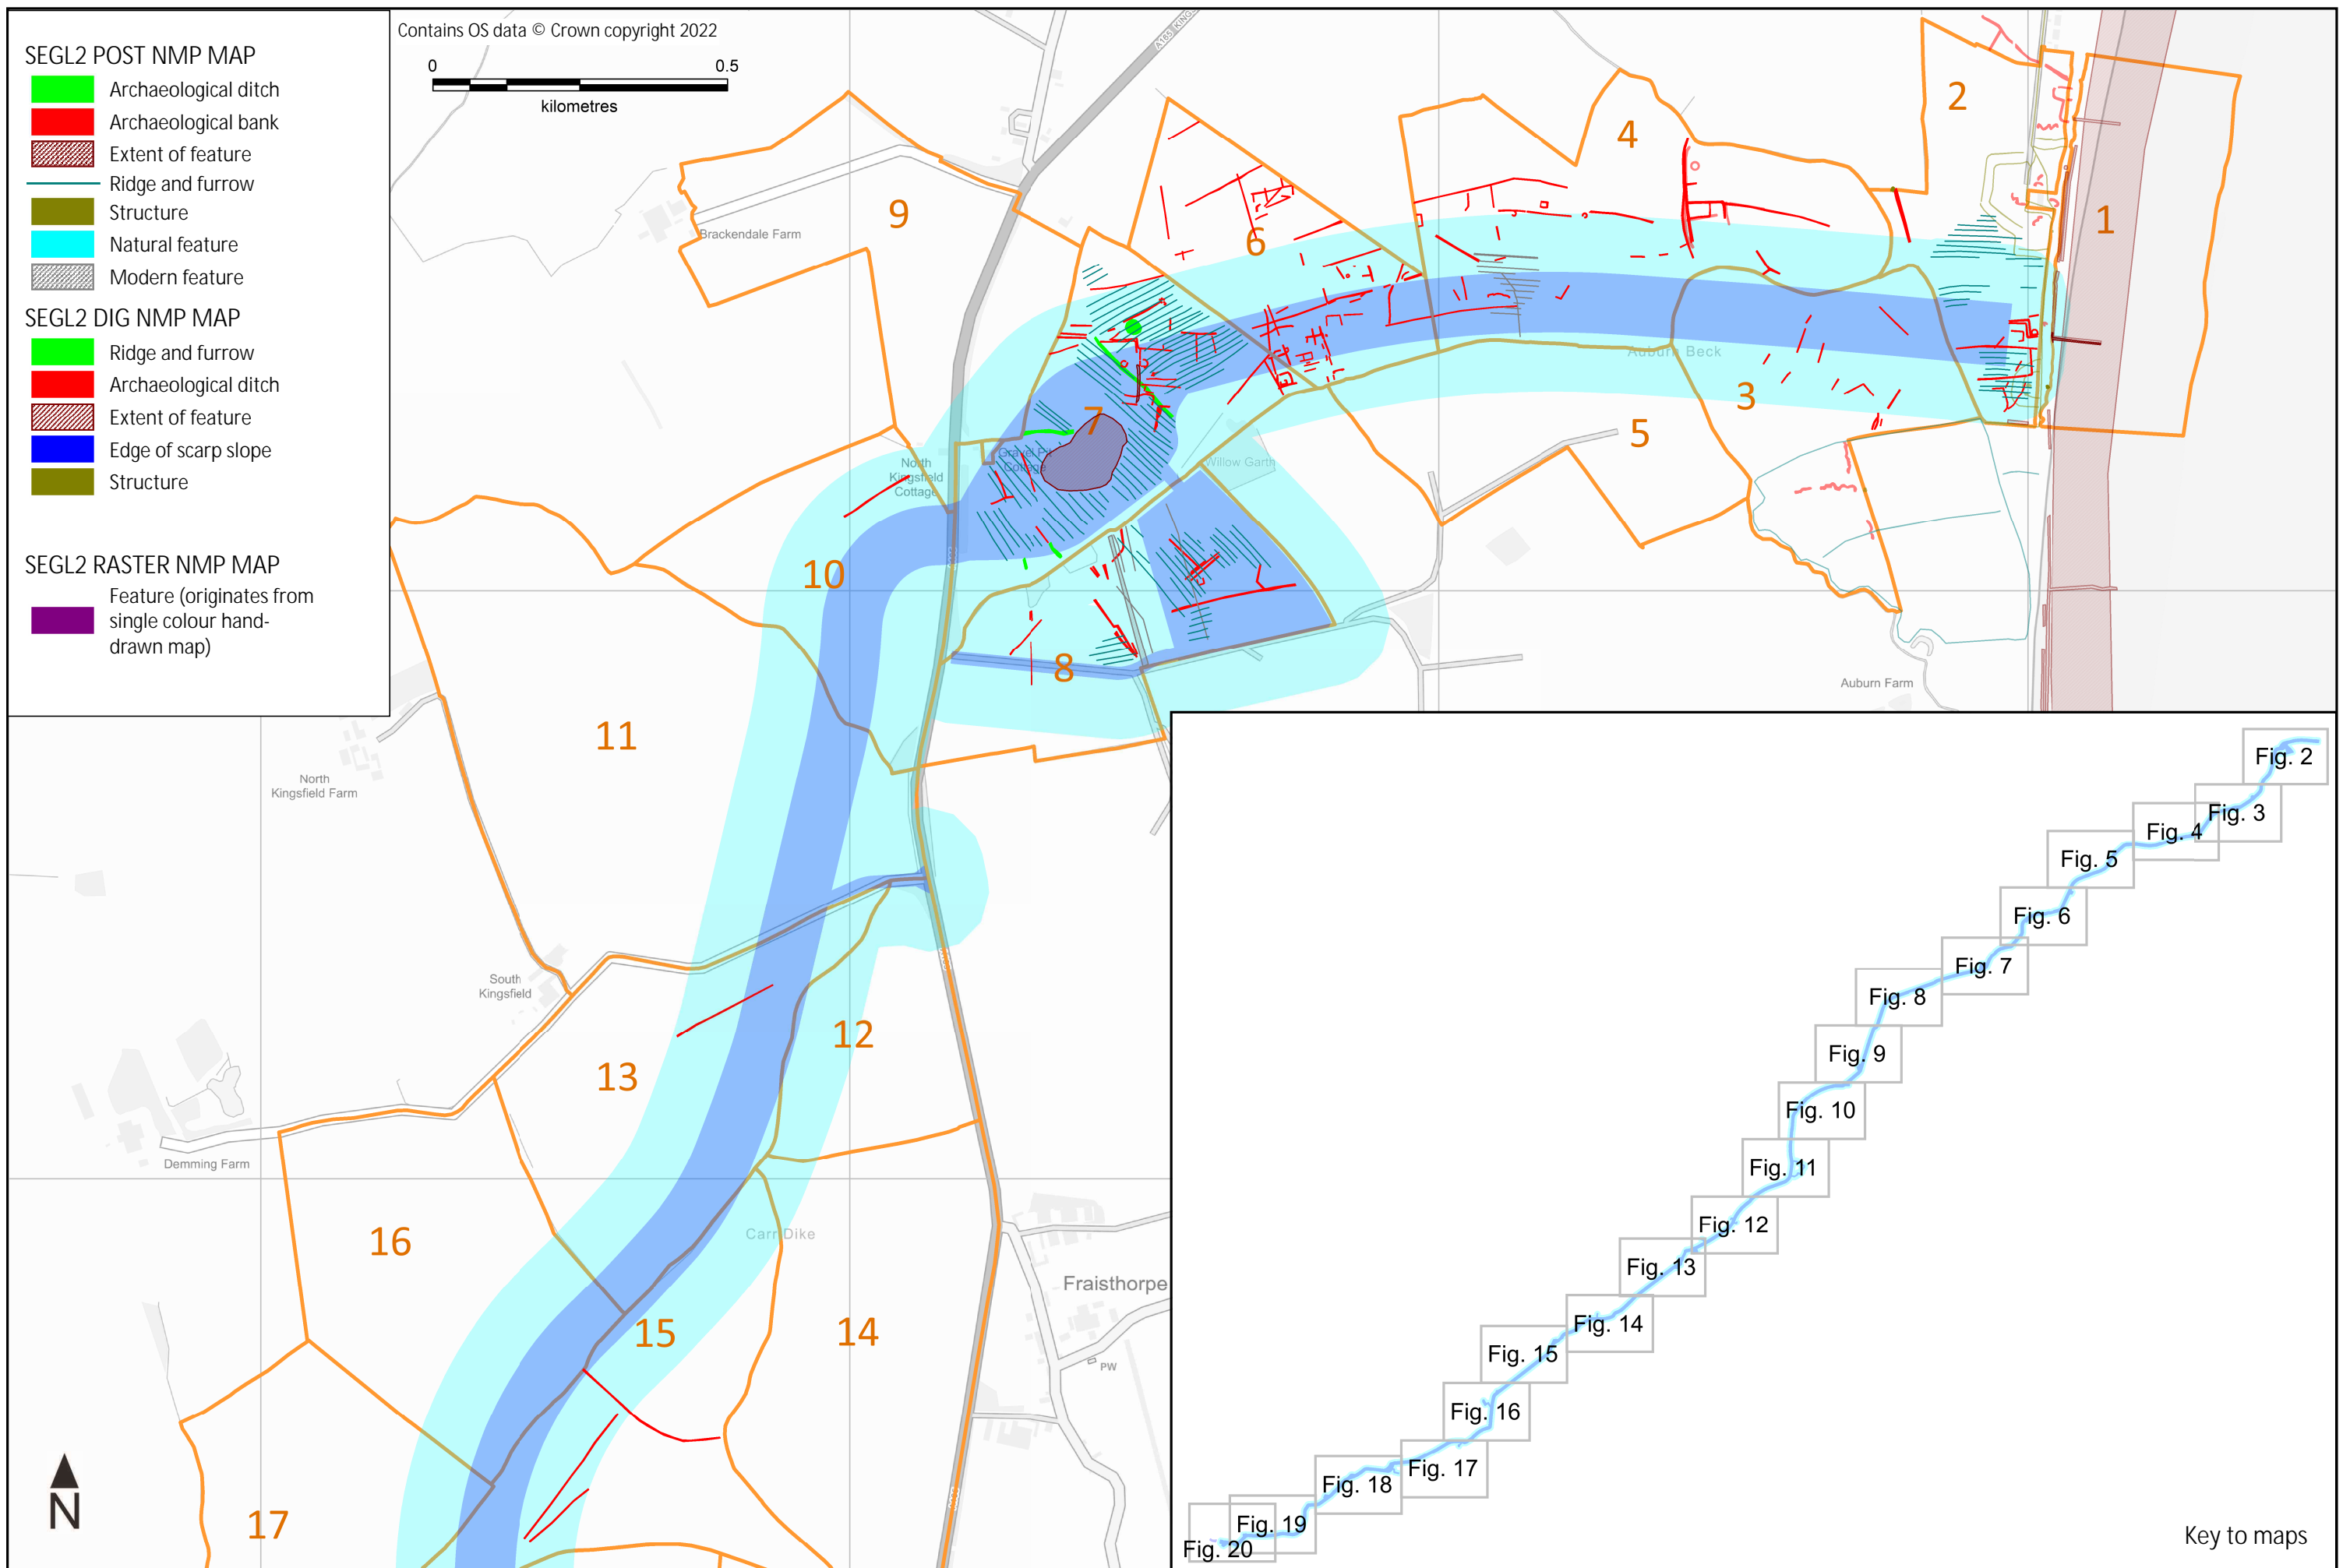 SEGL2 POST NMP MAP
Archaeological ditch
Archaeological bank
Extent of feature
Ridge and furrow
Structure
Natural feature
Modern feature
SEGL2 DIG NMP MAP
Ridge and furrow
Archaeological ditch
Extent of feature
Edge of scarp slope
Structure
SEGL2 RASTER NMP MAP
Feature (originates from
single colour hand-
drawn map)
Contains OS data © Crown copyright 2022
0 0.5
kilometres
2
4
1
9
6
Brackendale Farm
Auburn Beck
3
7
5
Gravel Pit
Cottage
North
Kingsfield
Cottage
Willow Garth
10
8
Auburn Farm
11
North
Kingsfield Farm
South
Kingsfield
12
13
Demming Farm
16
Carr Dike
Fraisthorpe
15
14
PW
17
N
Fig. 2
Fig. 3
Fig. 4
Fig. 5
Fig. 6
Fig. 7
Fig. 8
Fig. 9
Fig. 10
Fig. 11
Fig. 12
Fig. 13
Fig. 14
Fig. 15
Fig. 16
Fig. 17
Fig. 18
Fig. 19
Fig. 20
Key to maps